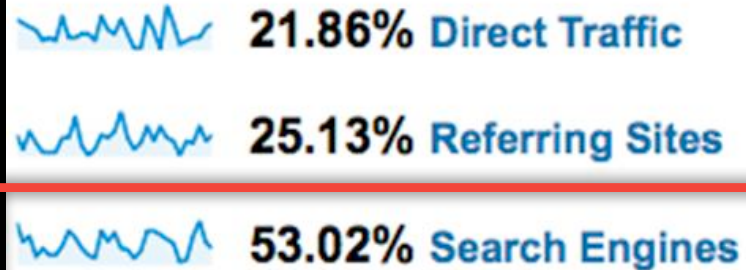 21.86% Direct Traffic
25.13% Referring Sites
53.02% Search Engines